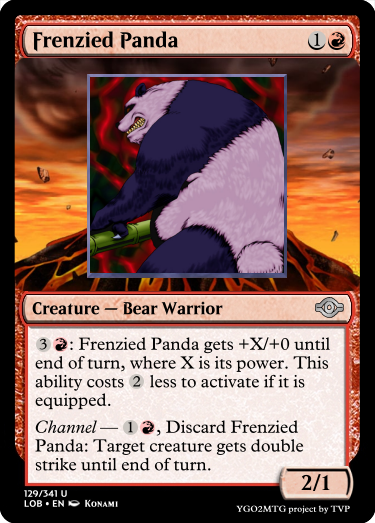 Frenzied Panda 1
Creature — Bear Warrior
3 : Frenzied Panda gets +X/+0 until
end of turn, where X is its power. This
ability costs 2 less to activate if it is
equipped.
Channel — 1 , Discard Frenzied
Panda: Target creature gets double
strike until end of turn.
2/1
129/341 U
LOB • EN Konami
YGO2MTG project by TVP